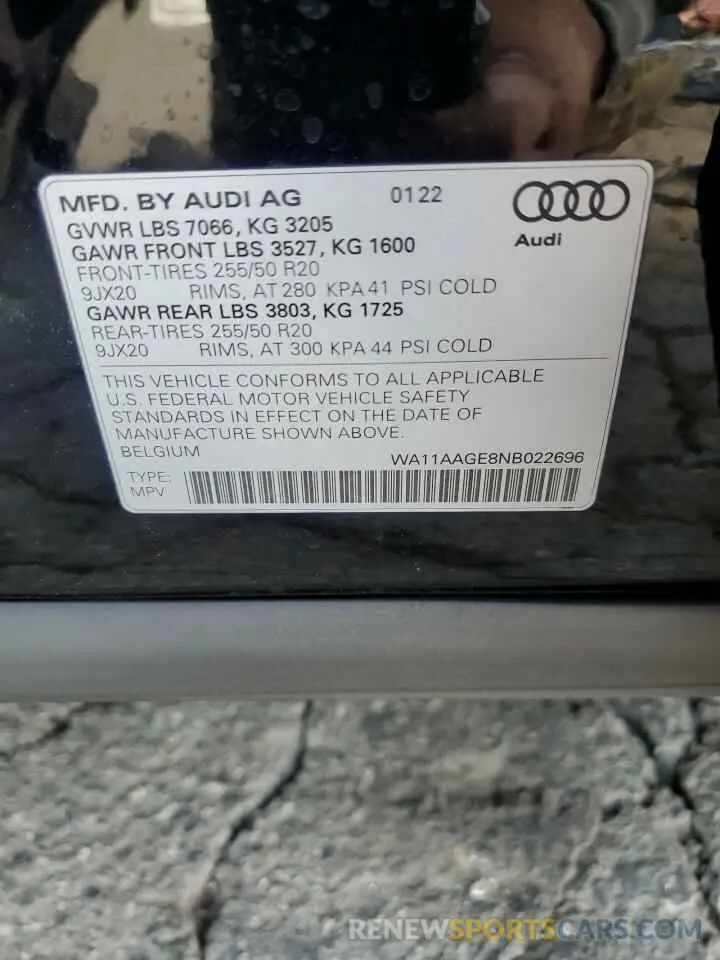 MFD. BY AUDI AG 0122
GVWR LBS 7066, KG 3205
GAWR FRONT LBS 3527, KG 1600
FRONT-TIRES 255/50 R20
9JX20 RIMS, AT 280 KPA 41 PSI COLD
GAWR REAR LBS 3803, KG 1725
REAR-TIRES 255/50 R20
9JX20 RIMS, AT 300 KPA 44 PSI COLD
Audi
THIS VEHICLE CONFORMS TO ALL APPLICABLE
U.S. FEDERAL MOTOR VEHICLE SAFETY
STANDARDS IN EFFECT ON THE DATE OF
MANUFACTURE SHOWN ABOVE.
BELGIUM WA11AAGE8NB022696
TYPE:
MPV
RENEWSPORTSCARS.COM